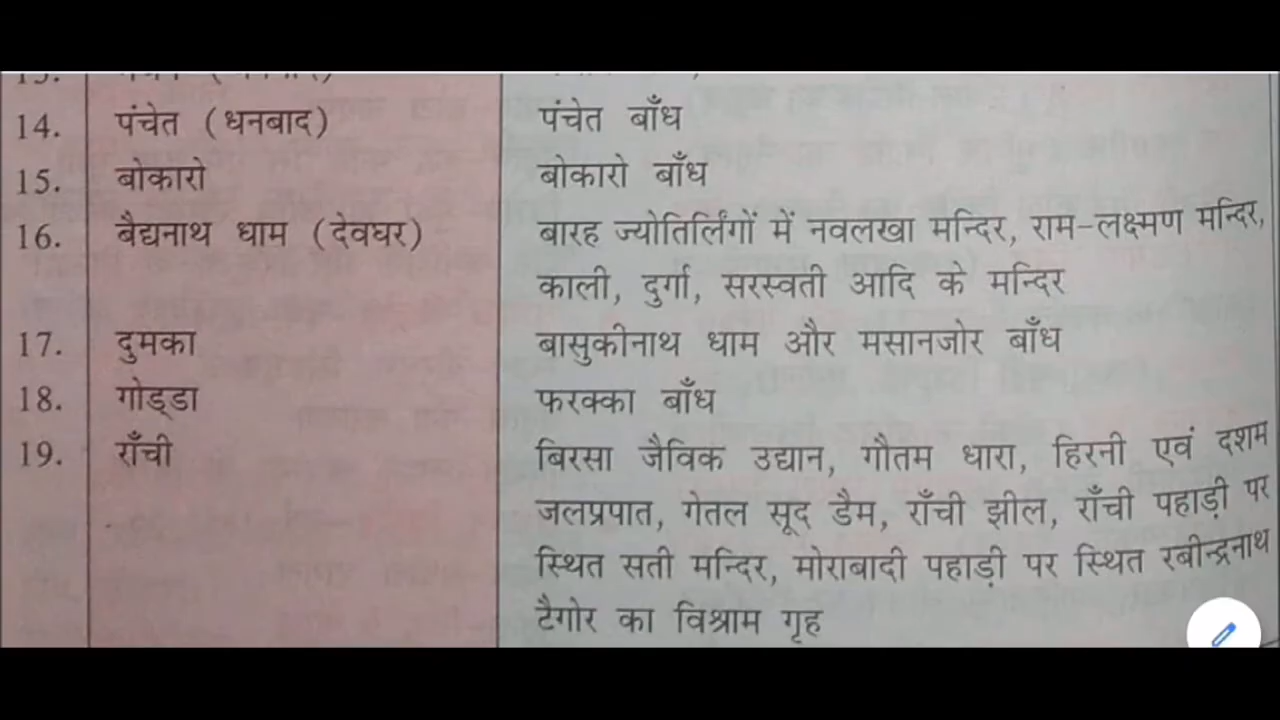 14. पंचेत (धनबाद) पंचेत बाँध
15. बोकारो बोकारो बाँध
16. बैद्यनाथ धाम (देवघर) बारह ज्योतिर्लिंगों में नवलखा मन्दिर, राम-लक्ष्मण मन्दिर,
काली, दुर्गा, सरस्वती आदि के मन्दिर
17. दुमका बासुकीनाथ धाम और मसानजोर बाँध
18. गोड्डा फरक्का बाँध
19. राँची बिरसा जैविक उद्यान, गौतम धारा, हिरनी एवं दशम
जलप्रपात, गेतल सूद डैम, राँची झील, राँची पहाड़ी पर
स्थित सती मन्दिर, मोराबादी पहाड़ी पर स्थित रबीन्द्रनाथ
टैगोर का विश्राम गृह